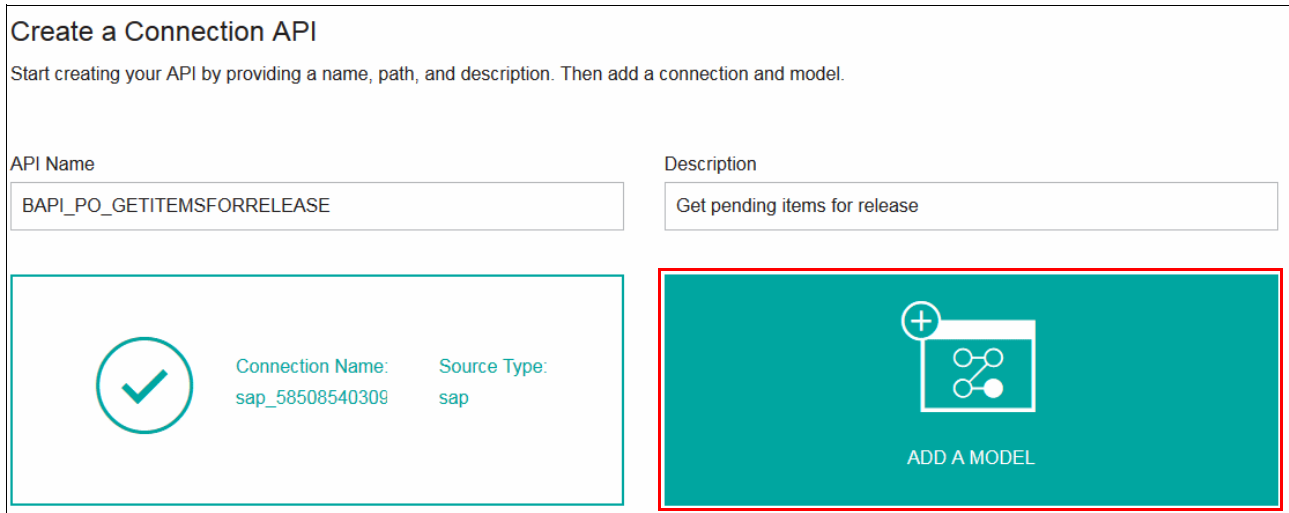 Create a Connection API
Start creating your API by providing a name, path, and description. Then add a connection and model.
API Name
Description
BAPI_PO_GETITEMSFORRELEASE
Get pending items for release
Connection Name:
Source Type:
sap_58508540309
sap
ADD A MODEL